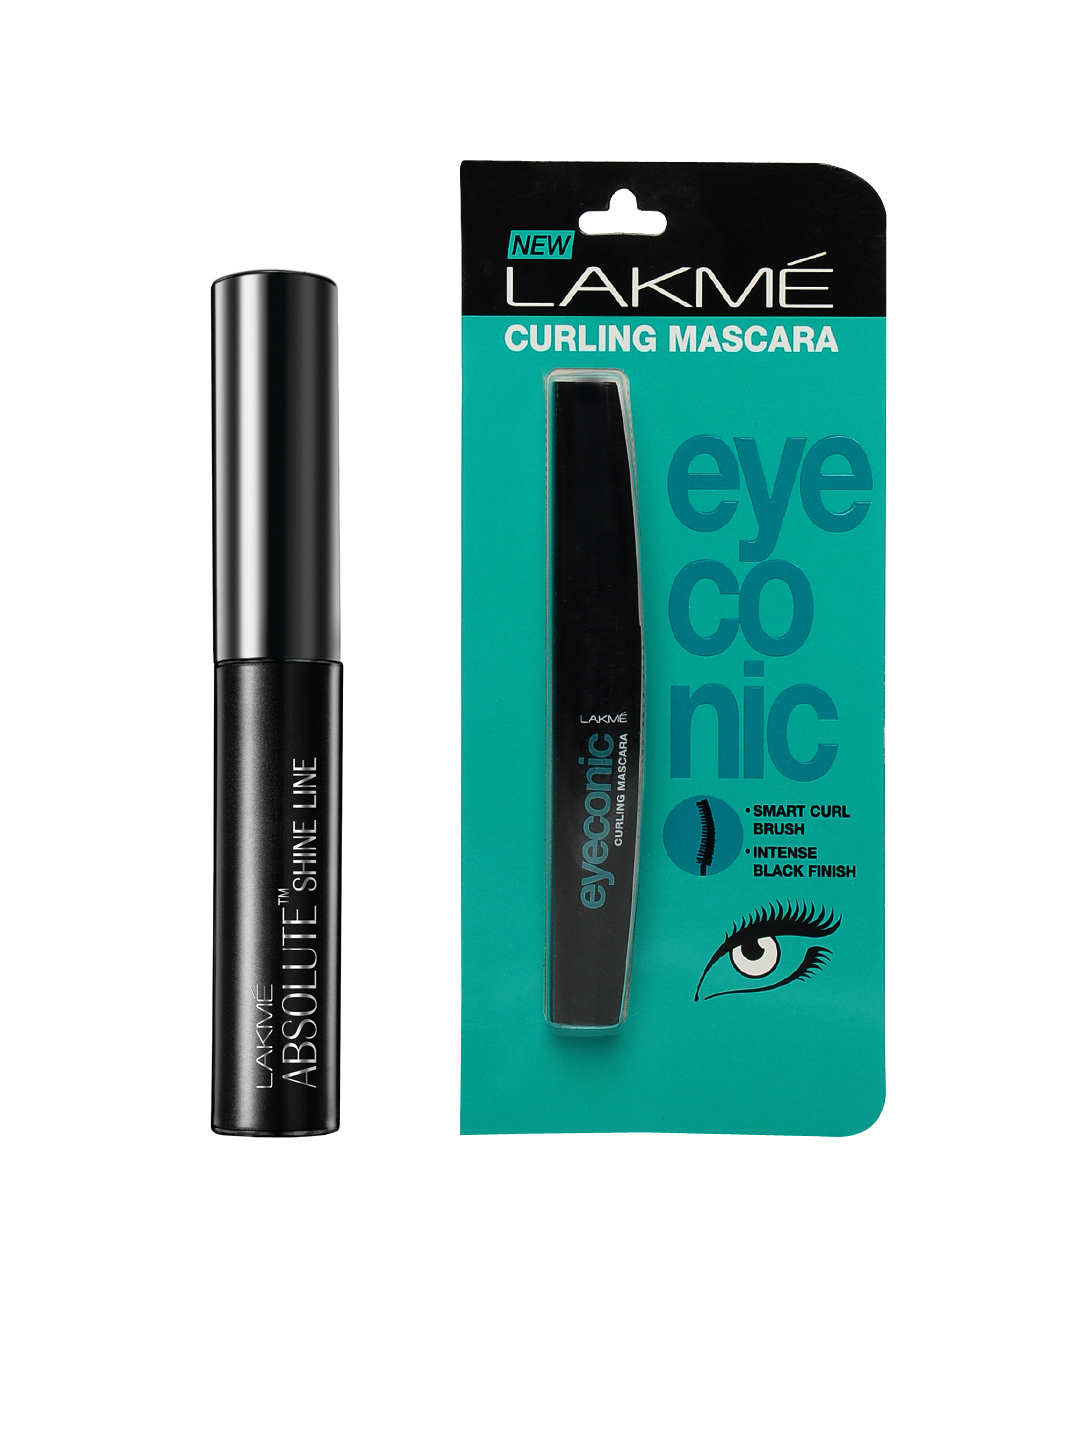 LAKMÉ
ABSOLUTE™ SHINE LINE
NEW
LAKMÉ
CURLING MASCARA
eye
co
nic
LAKMÉ
eyeconic
CURLING MASCARA
• SMART CURL
BRUSH
• INTENSE
BLACK FINISH